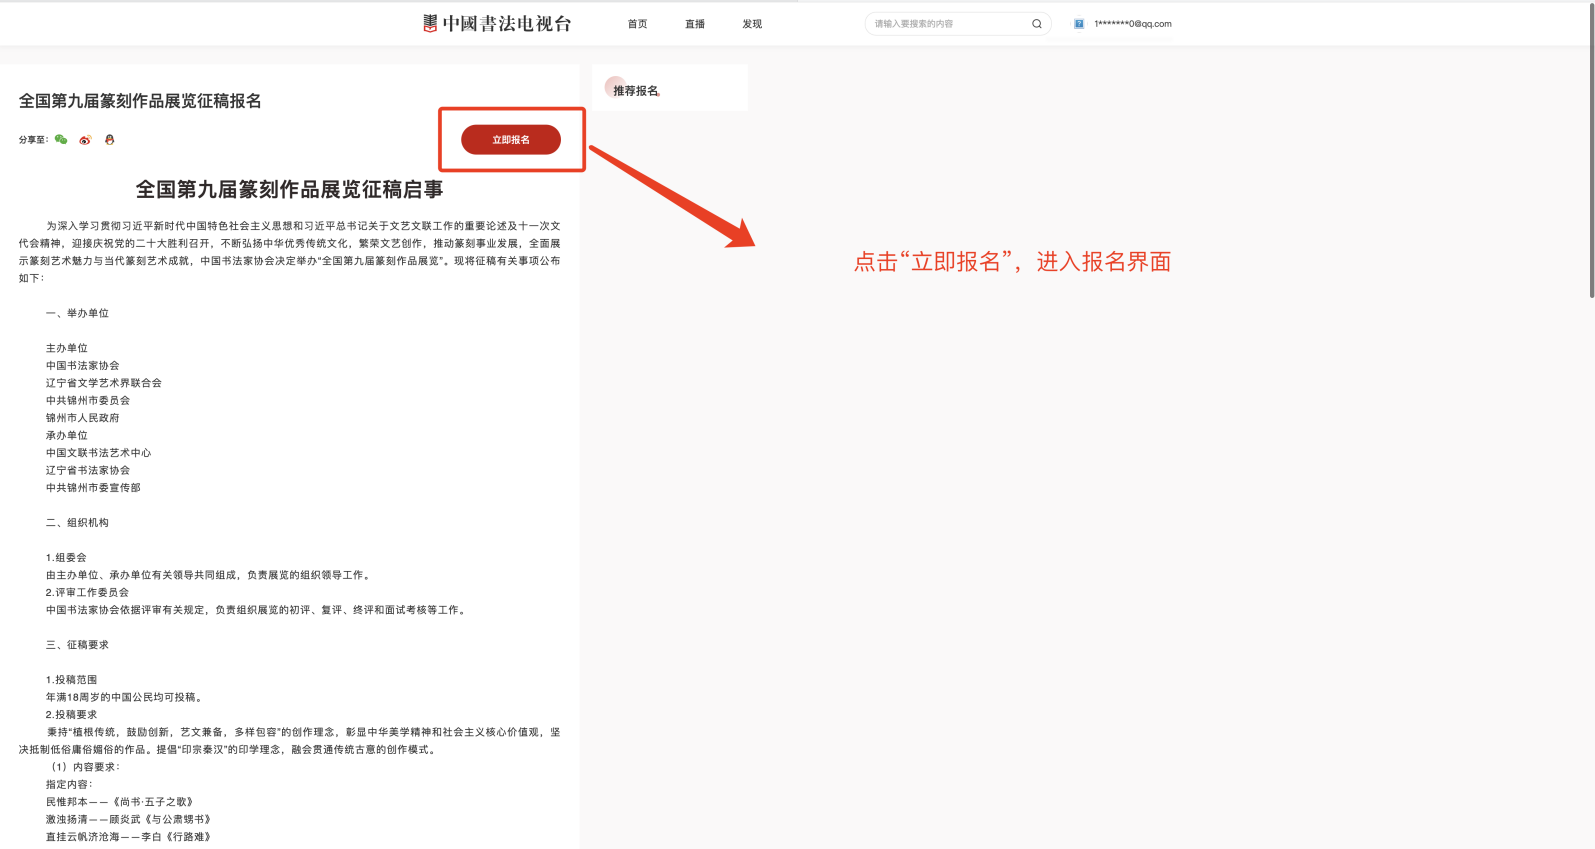 中國書法电视台
首页
直播
发现
请输入要搜索的内容
1*******0@qq.com
全国第九届篆刻作品展览征稿报名
分享至：
立即报名
推荐报名
点击“立即报名”，进入报名界面
全国第九届篆刻作品展览征稿启事
为深入学习贯彻习近平新时代中国特色社会主义思想和习近平总书记关于文艺文联工作的重要论述及十一次文
代会精神，迎接庆祝党的二十大胜利召开，不断弘扬中华优秀传统文化，繁荣文艺创作，推动篆刻事业发展，全面展
示篆刻艺术魅力与当代篆刻艺术成就，中国书法家协会决定举办“全国第九届篆刻作品展览”。现将征稿有关事项公布
如下：
一、举办单位
主办单位
中国书法家协会
辽宁省文学艺术界联合会
中共锦州市委员会
锦州市人民政府
承办单位
中国文联书法艺术中心
辽宁省书法家协会
中共锦州市委宣传部
二、组织机构
1.组委会
由主办单位、承办单位有关领导共同组成，负责展览的组织领导工作。
2.评审工作委员会
中国书法家协会依据评审有关规定，负责组织展览的初评、复评、终评和面试考核等工作。
三、征稿要求
1.投稿范围
年满18周岁的中国公民均可投稿。
2.投稿要求
秉持“植根传统，鼓励创新，艺文兼备，多样包容”的创作理念，彰显中华美学精神和社会主义核心价值观，坚
决抵制低俗庸俗媚俗的作品。提倡“印宗秦汉”的印学理念，融会贯通传统古意的创作模式。
（1）内容要求：
指定内容：
民惟邦本——《尚书·五子之歌》
激浊扬清——顾炎武《与公肃甥书》
直挂云帆济沧海——李白《行路难》